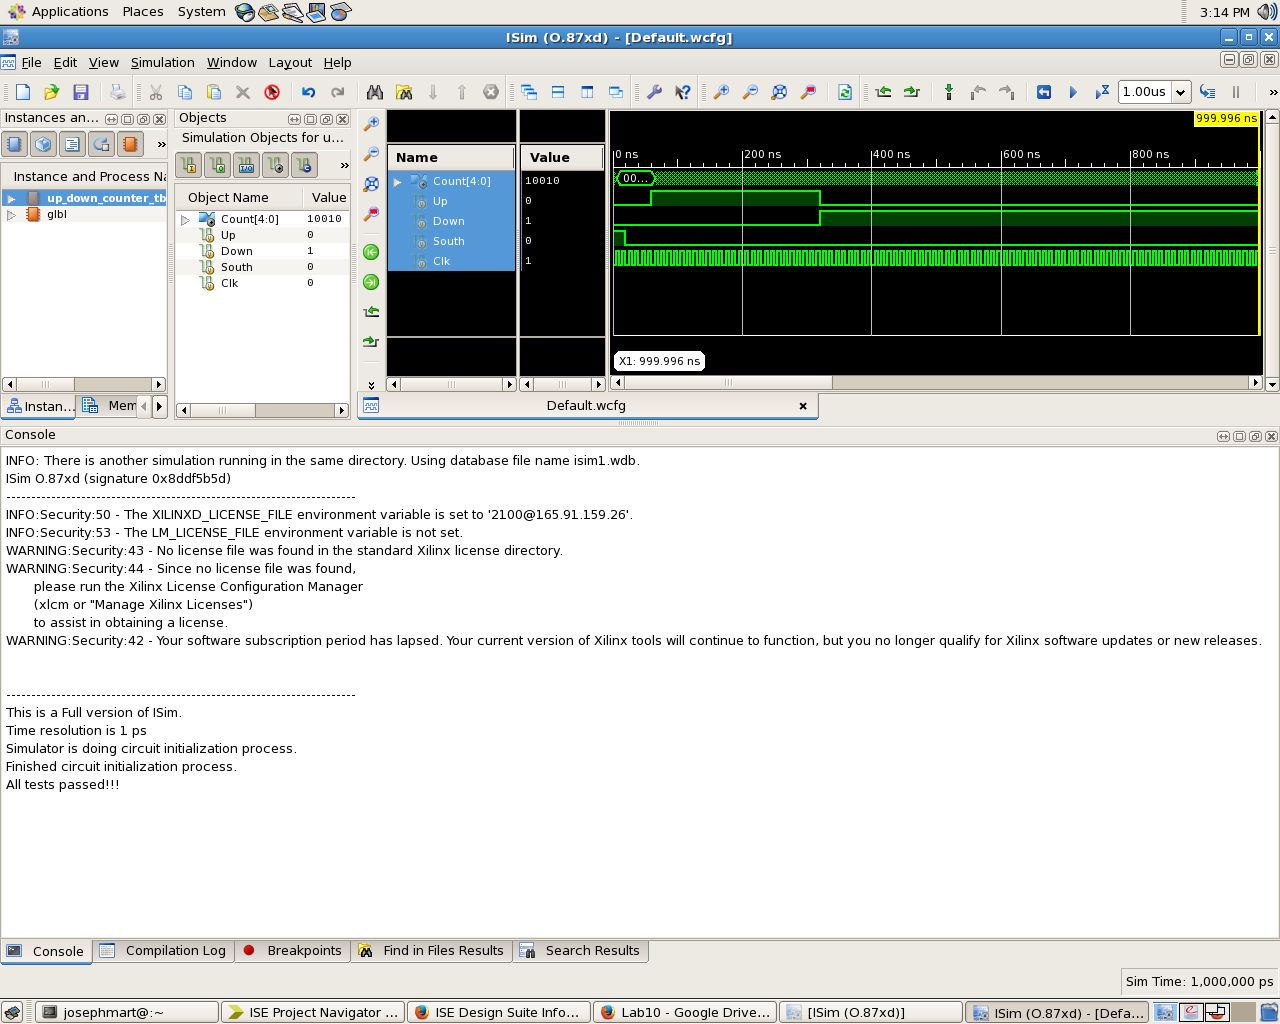 Applications Places System 3:14 PM
ISim (O.87xd) - [Default.wcfg]
File Edit View Simulation Window Layout Help
1.00us
Instances an...
Instance and Process Na
up_down_counter_tb
glbl
Instan...
Mem
Objects
Simulation Objects for u...
Object Name Value
Count[4:0] 10010
Up 0
Down 1
South 0
Clk 0
Name Value
Count[4:0] 10010
Up 0
Down 1
South 0
Clk 1
999.996 ns
0 ns 200 ns 400 ns 600 ns 800 ns
00...
X1: 999.996 ns
Default.wcfg
Console
INFO: There is another simulation running in the same directory. Using database file name isim1.wdb.
ISim O.87xd (signature 0x8ddf5b5d)
----------------------------------------------------------------------
INFO:Security:50 - The XILINXD_LICENSE_FILE environment variable is set to '2100@165.91.159.26'.
INFO:Security:53 - The LM_LICENSE_FILE environment variable is not set.
WARNING:Security:43 - No license file was found in the standard Xilinx license directory.
WARNING:Security:44 - Since no license file was found,
please run the Xilinx License Configuration Manager
(xlcm or "Manage Xilinx Licenses")
to assist in obtaining a license.
WARNING:Security:42 - Your software subscription period has lapsed. Your current version of Xilinx tools will continue to function, but you no longer qualify for Xilinx software updates or new releases.
----------------------------------------------------------------------
This is a Full version of ISim.
Time resolution is 1 ps
Simulator is doing circuit initialization process.
Finished circuit initialization process.
All tests passed!!!
Console Compilation Log Breakpoints Find in Files Results Search Results
Sim Time: 1,000,000 ps
josephmart@:~ ISE Project Navigator ... ISE Design Suite Info... Lab10 - Google Drive... [ISim (O.87xd)] ISim (O.87xd) - [Defa...